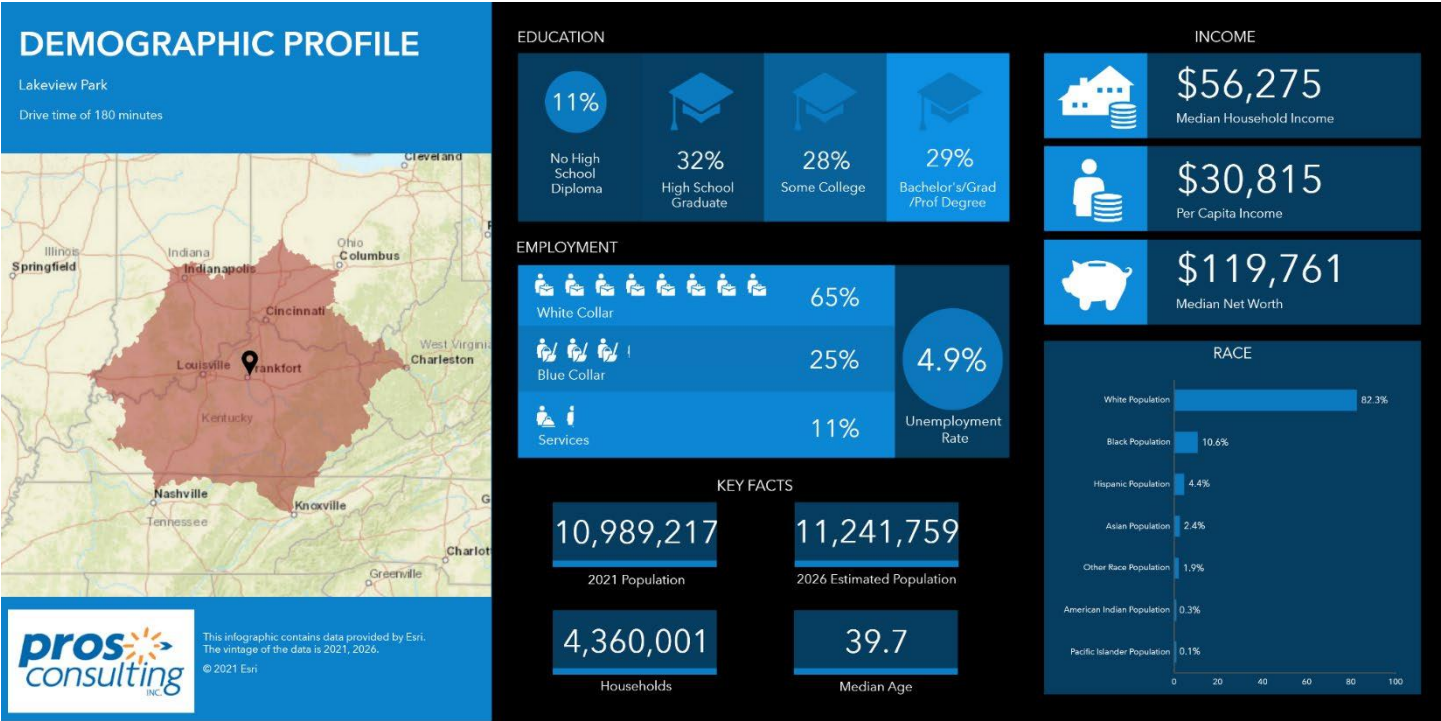 DEMOGRAPHIC PROFILE
Lakeview Park
Drive time of 180 minutes
Cleveland
Illinois
Springfield
Indiana
Indianapolis
Ohio
Columbus
Cincinnati
West Virginia
Charleston
Louisville
Frankfort
Kentucky
Nashville
Tennessee
Knoxville
Charlot
Greenville
pros
consulting
INC.
This infographic contains data provided by Esri.
The vintage of the data is 2021, 2026.
© 2021 Esri
EDUCATION
11%
No High
School
Diploma
32%
High School
Graduate
28%
Some College
29%
Bachelor's/Grad
/Prof Degree
EMPLOYMENT
White Collar
65%
Blue Collar
25%
Services
11%
4.9%
Unemployment
Rate
KEY FACTS
10,989,217
2021 Population
11,241,759
2026 Estimated Population
4,360,001
Households
39.7
Median Age
INCOME
$56,275
Median Household Income
$30,815
Per Capita Income
$119,761
Median Net Worth
RACE
White Population
82.3%
Black Population
10.6%
Hispanic Population
4.4%
Asian Population
2.4%
Other Race Population
1.9%
American Indian Population
0.3%
Pacific Islander Population
0.1%
0 20 40 60 80 100